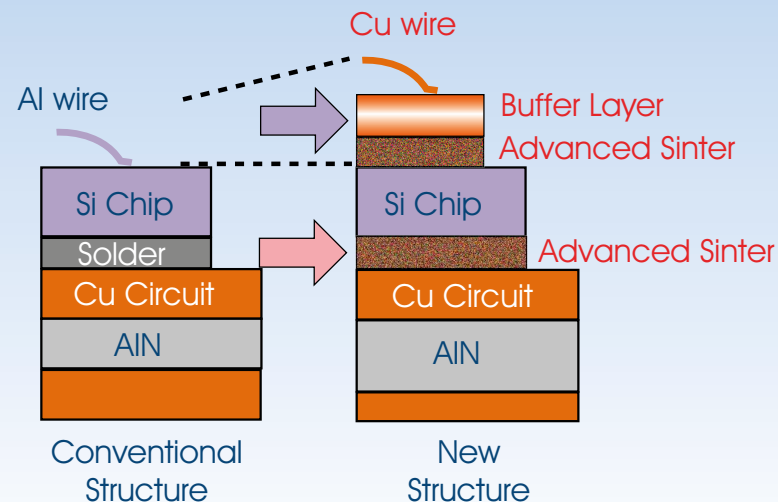 Cu wire
Al wire
Buffer Layer
Advanced Sinter
Si Chip
Si Chip
Solder
Advanced Sinter
Cu Circuit
Cu Circuit
AlN
AlN
Conventional
Structure
New
Structure